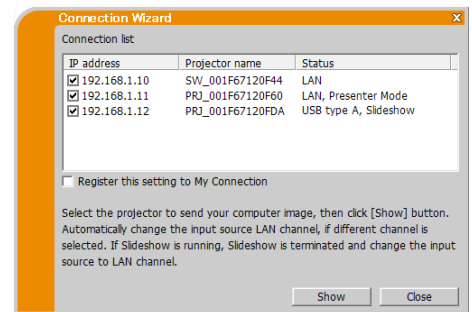 Connection Wizard x
Connection list
IP address Projector name Status
192.168.1.10 SW_001F67120F44 LAN
192.168.1.11 PRJ_001F67120F60 LAN, Presenter Mode
192.168.1.12 PRJ_001F67120FDA USB type A, Slideshow
Register this setting to My Connection
Select the projector to send your computer image, then click [Show] button.
Automatically change the input source LAN channel, if different channel is
selected. If Slideshow is running, Slideshow is terminated and change the input
source to LAN channel.
Show Close